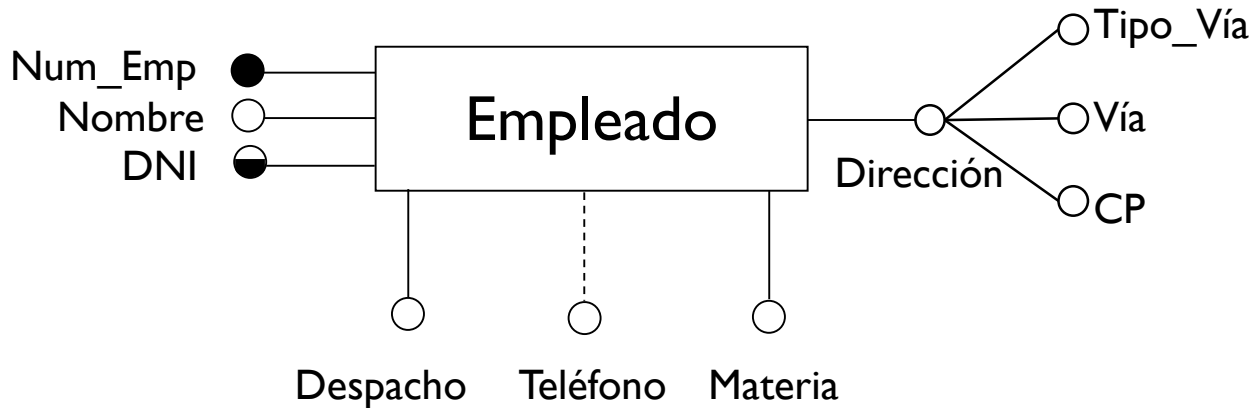 Num_Emp
Nombre
DNI
Empleado
Dirección
Tipo_Vía
Vía
CP
Despacho
Teléfono
Materia